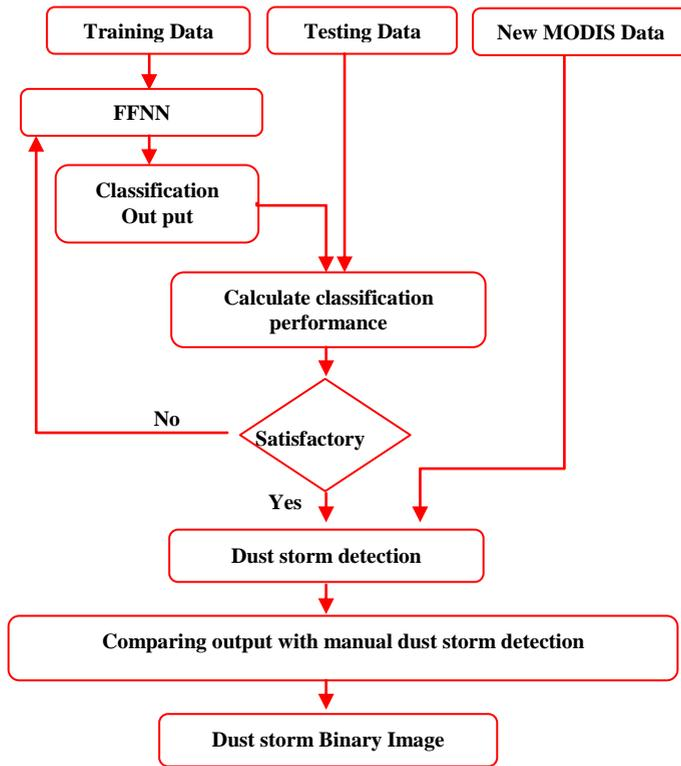 Training Data
Testing Data
New MODIS Data
FFNN
Classification
Out put
Calculate classification
performance
No
Satisfactory
Yes
Dust storm detection
Comparing output with manual dust storm detection
Dust storm Binary Image